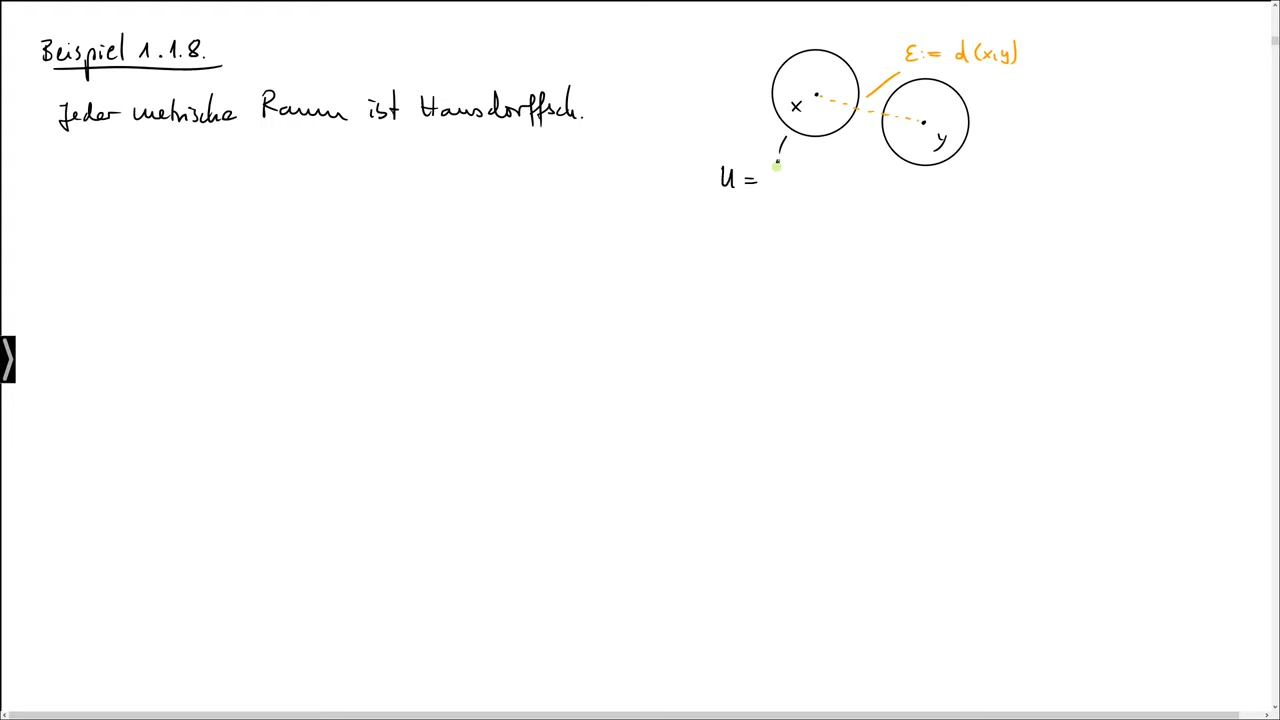 Beispiel 1.1.8.
Jeder metrische Raum ist Hausdorffsch.
ε := d(x,y)
x
y
U =